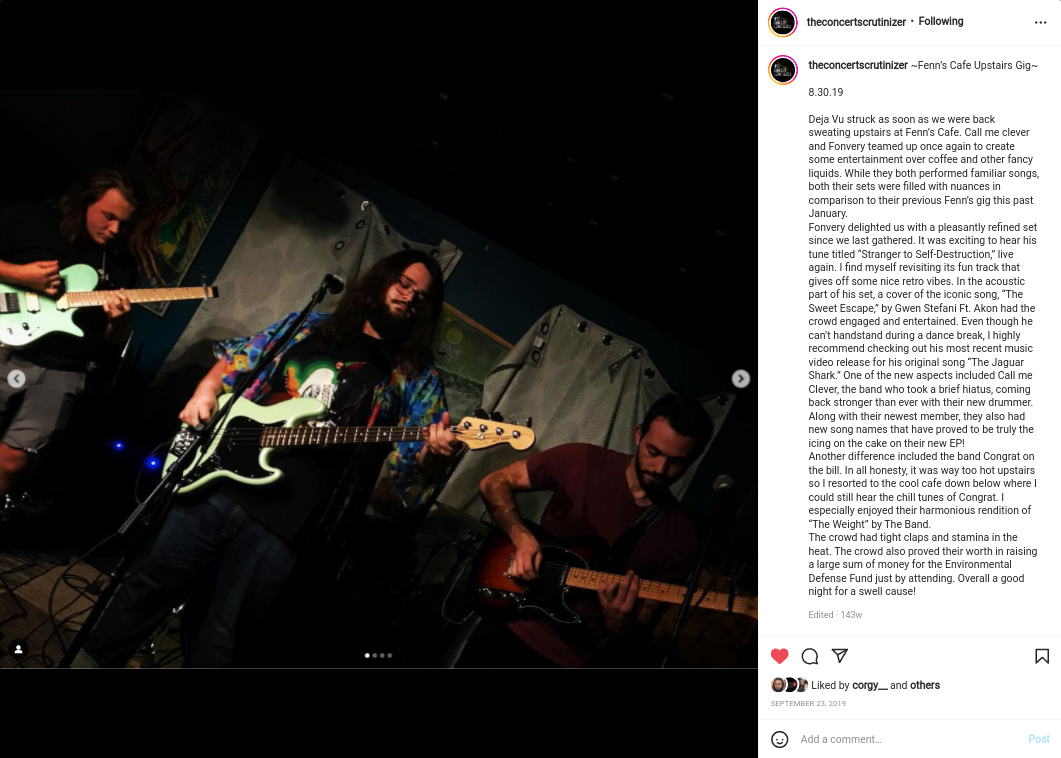 theconcertscrutinizer • Following
theconcertscrutinizer ~Fenn's Cafe Upstairs Gig~
8.30.19
Deja Vu struck as soon as we were back
sweating upstairs at Fenn's Cafe. Call me clever
and Fonvery teamed up once again to create
some entertainment over coffee and other fancy
liquids. While they both performed familiar songs,
both their sets were filled with nuances in
comparison to their previous Fenn's gig this past
January.
Fonvery delighted us with a pleasantly refined set
since we last gathered. It was exciting to hear his
tune titled “Stranger to Self-Destruction,” live
again. I find myself revisiting its fun track that
gives off some nice retro vibes. In the acoustic
part of his set, a cover of the iconic song, “The
Sweet Escape,” by Gwen Stefani Ft. Akon had the
crowd engaged and entertained. Even though he
can't handstand during a dance break, I highly
recommend checking out his most recent music
video release for his original song “The Jaguar
Shark.” One of the new aspects included Call me
Clever, the band who took a brief hiatus, coming
back stronger than ever with their new drummer.
Along with their newest member, they also had
new song names that have proved to be truly the
icing on the cake on their new EP!
Another difference included the band Congrat on
the bill. In all honesty, it was way too hot upstairs
so I resorted to the cool cafe down below where I
could still hear the chill tunes of Congrat. I
especially enjoyed their harmonious rendition of
“The Weight” by The Band.
The crowd had tight claps and stamina in the
heat. The crowd also proved their worth in raising
a large sum of money for the Environmental
Defense Fund just by attending. Overall a good
night for a swell cause!
Edited · 143w
Liked by corgy__ and others
SEPTEMBER 23, 2019
Add a comment...
Post